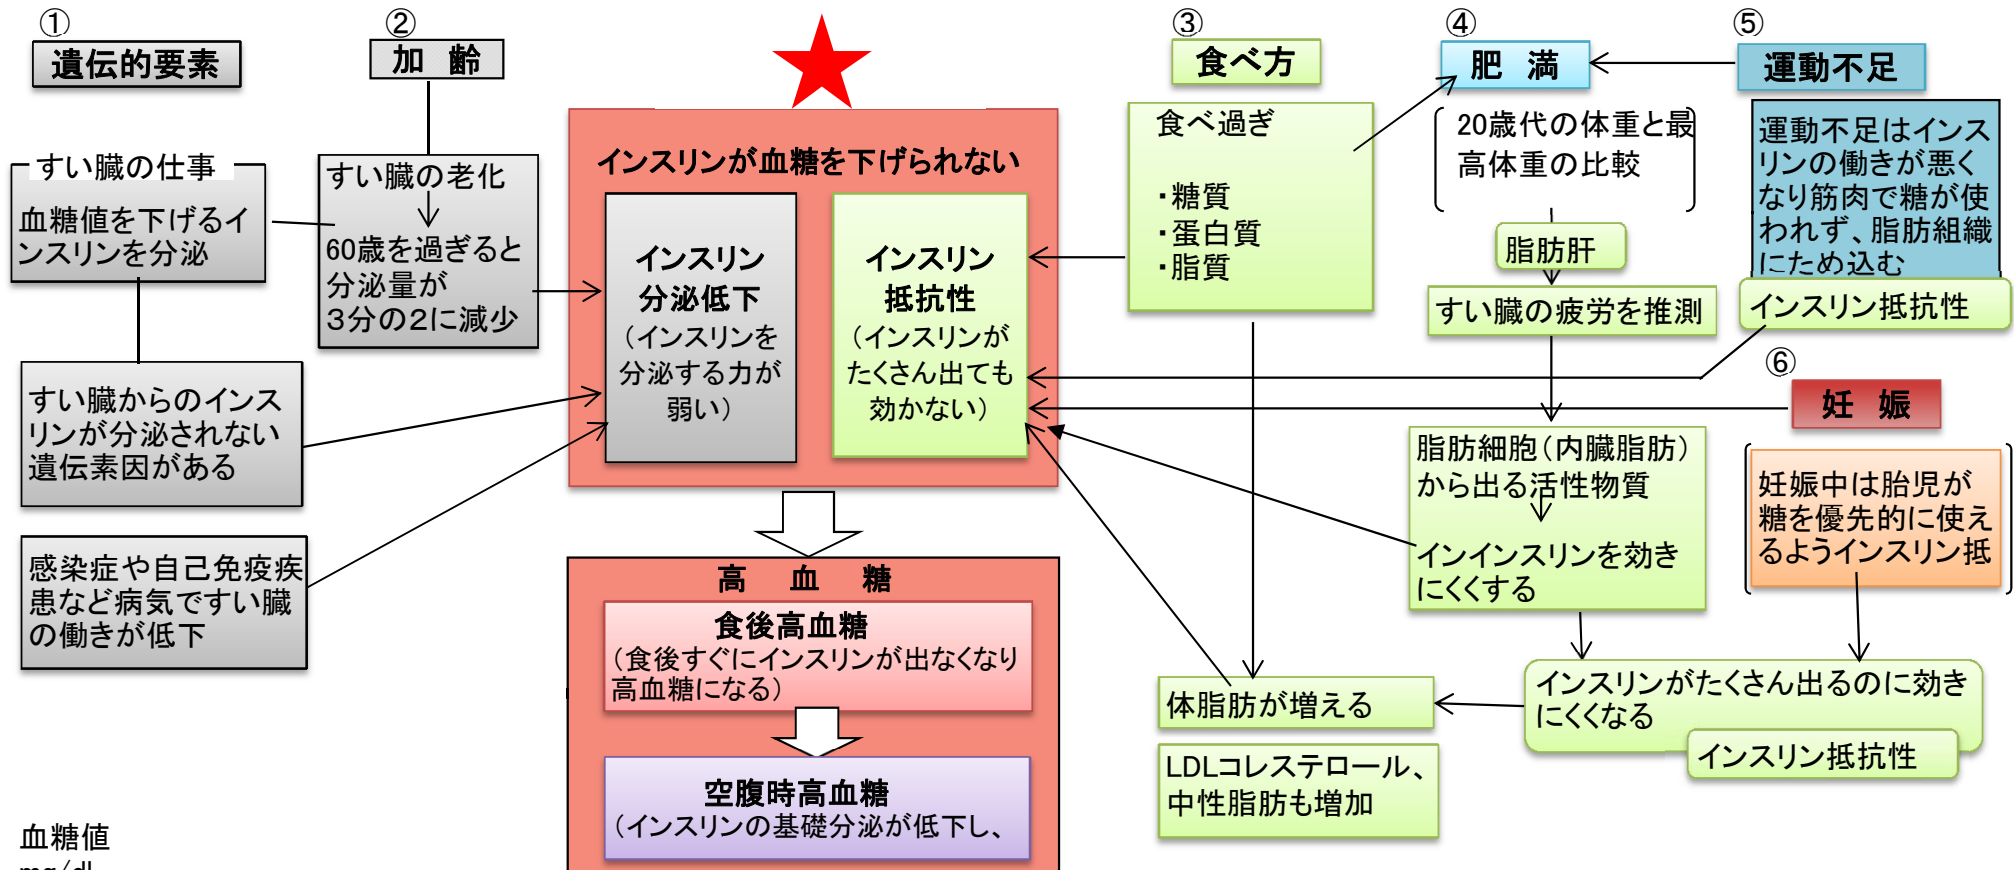 ①
遺伝的要素
すい臓の仕事
血糖値を下げるイ
ンスリンを分泌
すい臓からのインス
リンが分泌されない
遺伝素因がある
感染症や自己免疫疾
患など病気ですい臓
の働きが低下
②
加 齢
すい臓の老化
60歳を過ぎると
分泌量が
3分の2に減少
インスリンが血糖を下げられない
インスリン
分泌低下
（インスリンを
分泌する力が
弱い）
インスリン
抵抗性
（インスリンが
たくさん出ても
効かない）
高 血 糖
食後高血糖
（食後すぐにインスリンが出なくなり
高血糖になる）
空腹時高血糖
（インスリンの基礎分泌が低下し、
③
食べ方
食べ過ぎ
・糖質
・蛋白質
・脂質
体脂肪が増える
LDLコレステロール、
中性脂肪も増加
④
肥 満
20歳代の体重と最
高体重の比較
脂肪肝
すい臓の疲労を推測
脂肪細胞（内臓脂肪）
から出る活性物質
インインスリンを効き
にくくする
⑤
運動不足
運動不足はインス
リンの働きが悪く
なり筋肉で糖が使
われず、脂肪組織
にため込む
インスリン抵抗性
⑥
妊 娠
妊娠中は胎児が
糖を優先的に使え
るようインスリン抵
インスリンがたくさん出るのに効き
にくくなる
インスリン抵抗性
血糖値
mg/dl